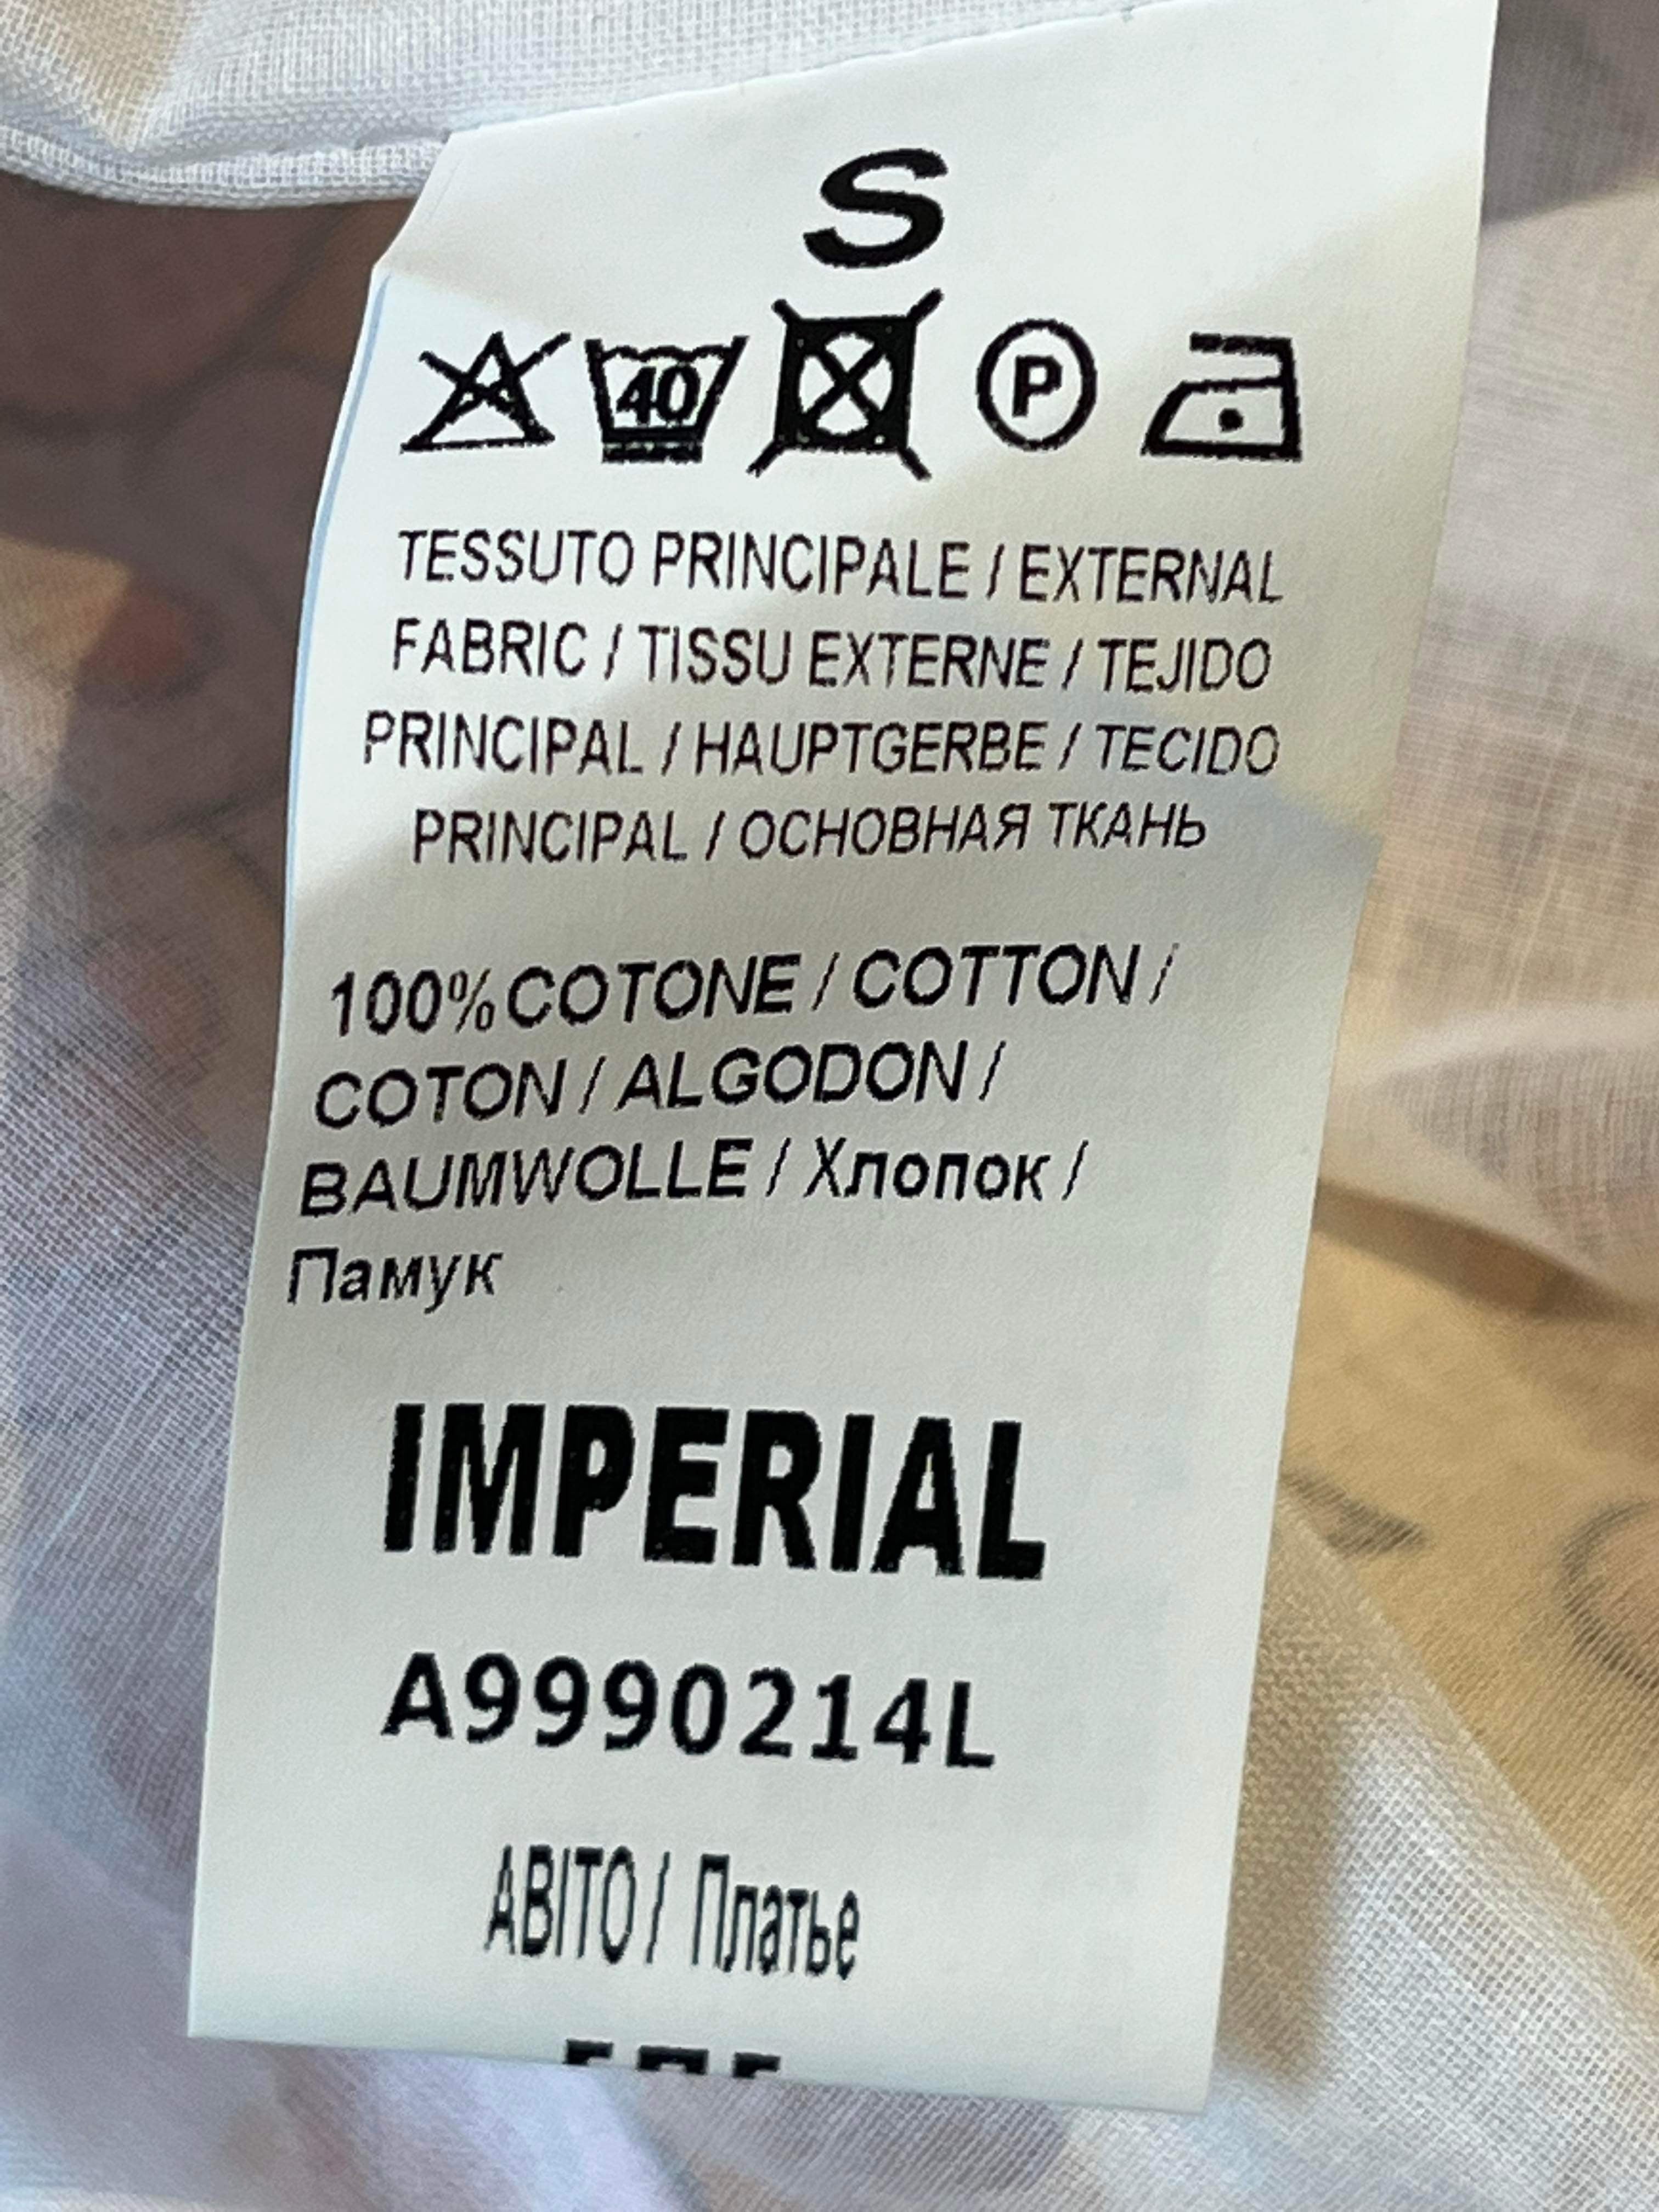 S
40
P
TESSUTO PRINCIPALE / EXTERNAL
FABRIC / TISSU EXTERNE / TEJIDO
PRINCIPAL / HAUPTGERBE / TECIDO
PRINCIPAL / ОСНОВНАЯ ТКАНЬ
100% COTONE / COTTON /
COTON / ALGODON /
BAUMWOLLE / Хлопок /
Памук
IMPERIAL
A9990214L
ABITO / Платье